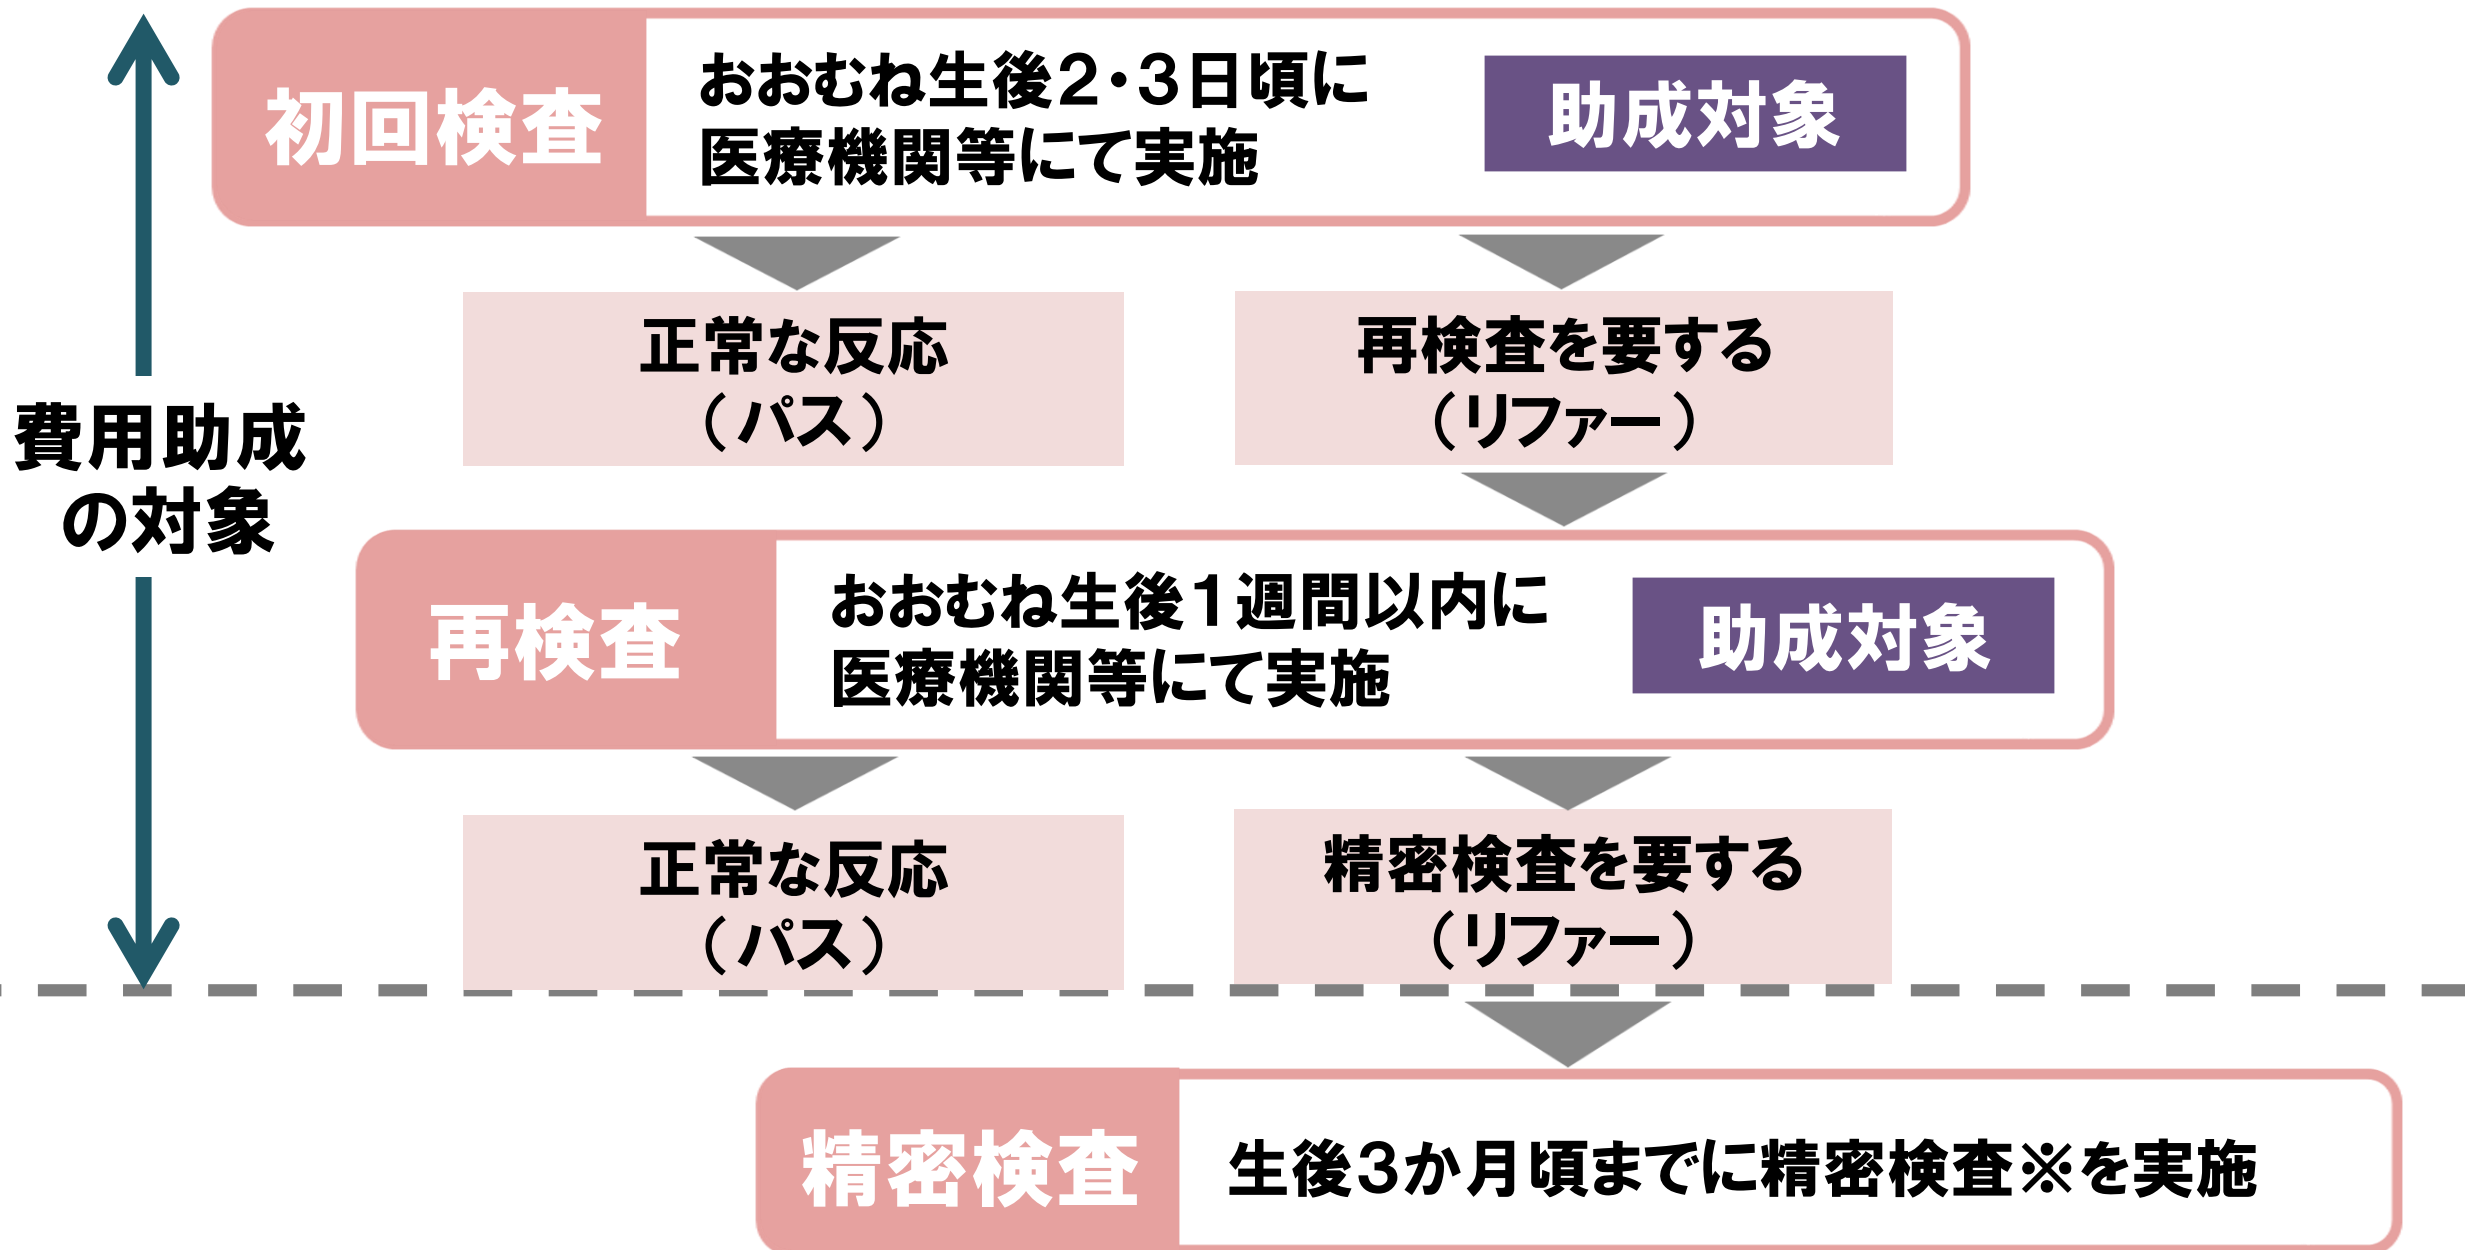 初回検査
おおむね生後2・3日頃に
医療機関等にて実施
助成対象
正常な反応
（パス）
再検査を要する
（リファー）
費用助成
の対象
再検査
おおむね生後1週間以内に
医療機関等にて実施
助成対象
正常な反応
（パス）
精密検査を要する
（リファー）
精密検査
生後3か月頃までに精密検査※を実施